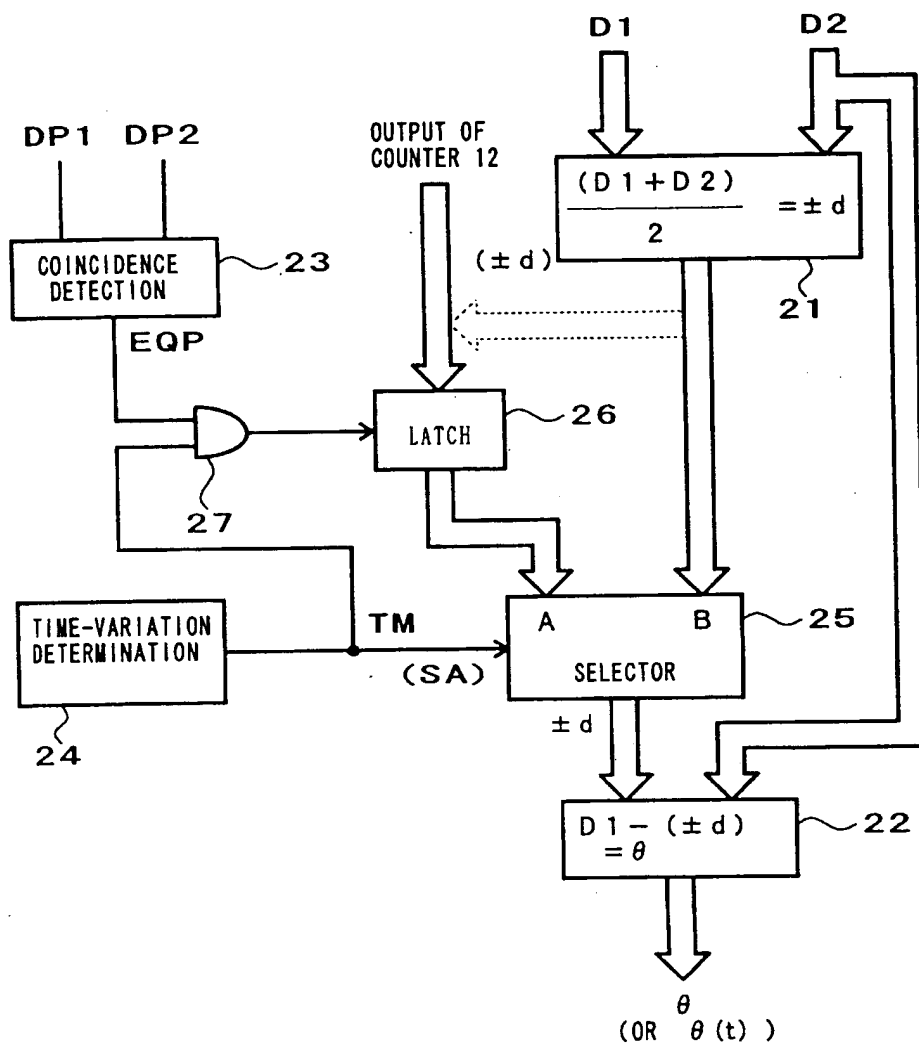 D1 D2
DP1 DP2
OUTPUT OF
COUNTER 12
(D1+D2)
2
=±d
(±d)
COINCIDENCE
DETECTION
23
21
EQP
26
LATCH
27
TIME-VARIATION
DETERMINATION
TM
(SA)
A B
25
SELECTOR
24
±d
D1-(±d)
=θ
22
θ
(OR θ(t))